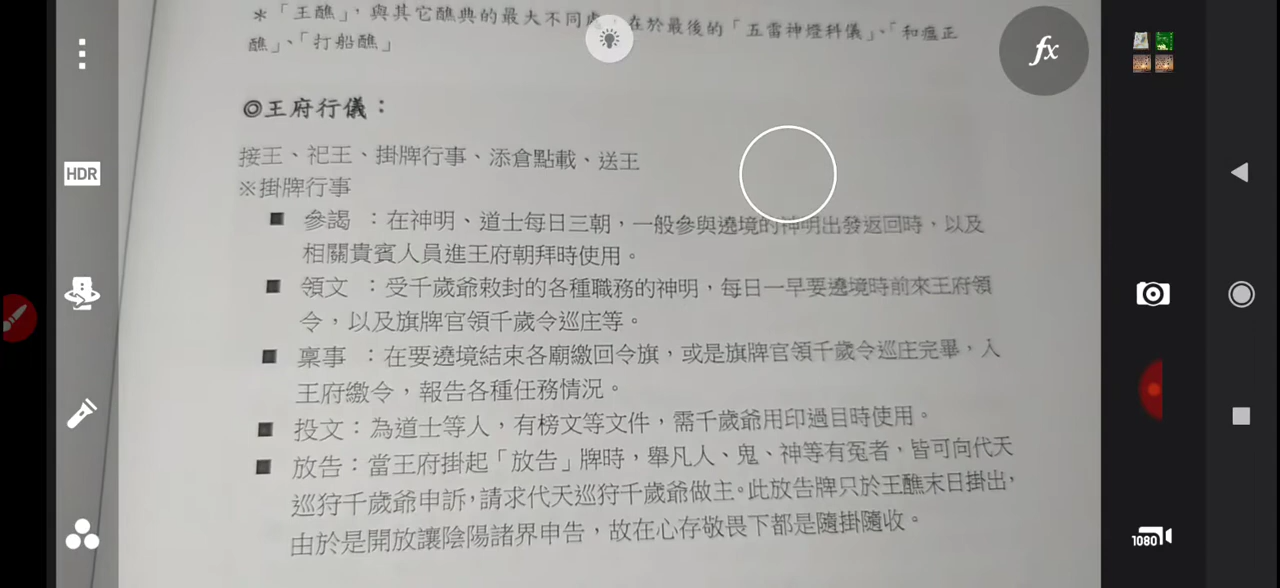 ＊「王醮」，與其它醮典的最大不同處，在於最後的「五雷神燈科儀」、「和瘟正
醮」、「打船醮」
◎王府行儀：
接王、祀王、掛牌行事、添倉點載、送王
※掛牌行事
■ 參謁 ：在神明、道士每日三朝，一般參與遶境的神明出發返回時，以及
相關貴賓人員進王府朝拜時使用。
■ 領文 ：受千歲爺敕封的各種職務的神明，每日一早要遶境時前來王府領
令，以及旗牌官領千歲令巡庄等。
■ 稟事 ：在要遶境結束各廟繳回令旗，或是旗牌官領千歲令巡庄完畢，入
王府繳令，報告各種任務情況。
■ 投文：為道士等人，有榜文等文件，需千歲爺用印過目時使用。
■ 放告：當王府掛起「放告」牌時，舉凡人、鬼、神等有冤者，皆可向代天
巡狩千歲爺申訴，請求代天巡狩千歲爺做主。此放告牌只於王醮末日掛出，
由於是開放讓陰陽諸界申告，故在心存敬畏下都是隨掛隨收。
HDR
fx
1080